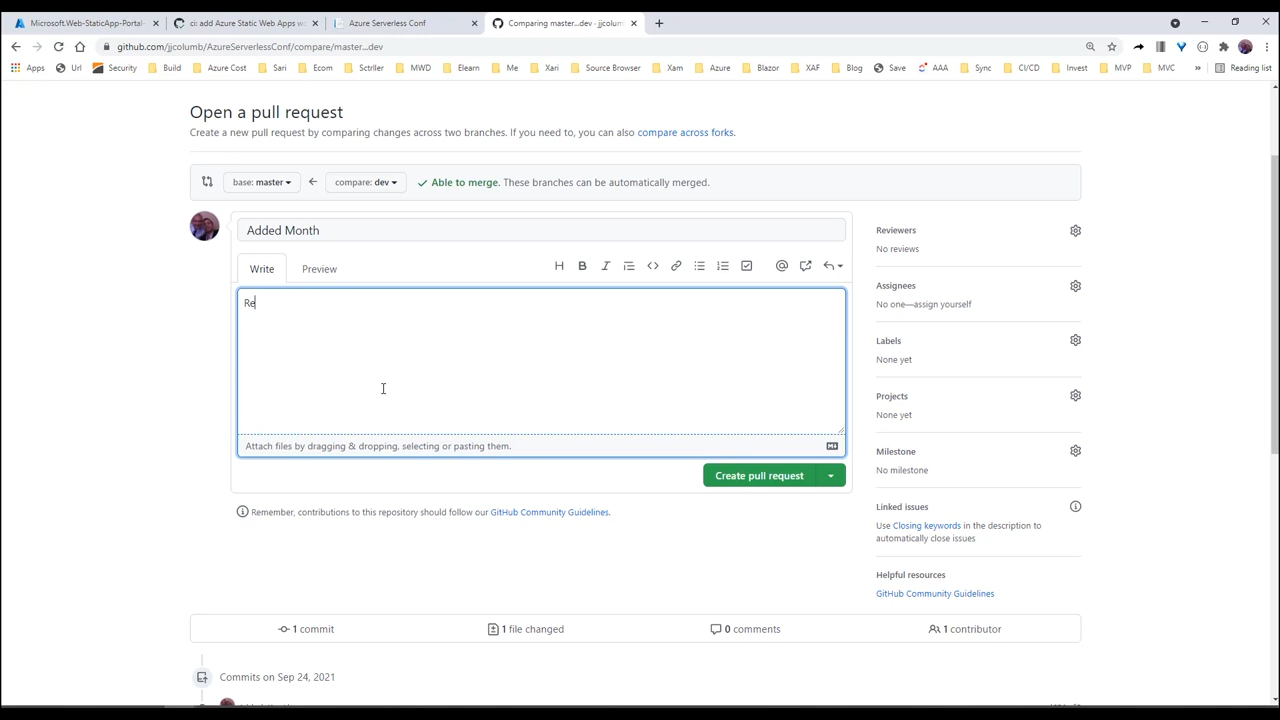 Microsoft.Web-StaticApp-Portal-
ci: add Azure Static Web Apps wo
Azure Serverless Conf
Comparing master...dev · jjcolumb
github.com/jjcolumb/AzureServerlessConf/compare/master...dev
Apps Url Security Build Azure Cost Sari Ecom Sctrller MWD Elearn Me Xari Source Browser Xam Azure Blazor XAF Blog Save AAA Sync CI/CD Invest MVP MVC » Reading list
Open a pull request
Create a new pull request by comparing changes across two branches. If you need to, you can also compare across forks.
base: master compare: dev Able to merge. These branches can be automatically merged.
Added Month
Write Preview
Re
Attach files by dragging & dropping, selecting or pasting them.
Create pull request
Remember, contributions to this repository should follow our GitHub Community Guidelines.
Reviewers
No reviews
Assignees
No one—assign yourself
Labels
None yet
Projects
None yet
Milestone
No milestone
Linked issues
Use Closing keywords in the description to
automatically close issues
Helpful resources
GitHub Community Guidelines
1 commit 1 file changed 0 comments 1 contributor
Commits on Sep 24, 2021